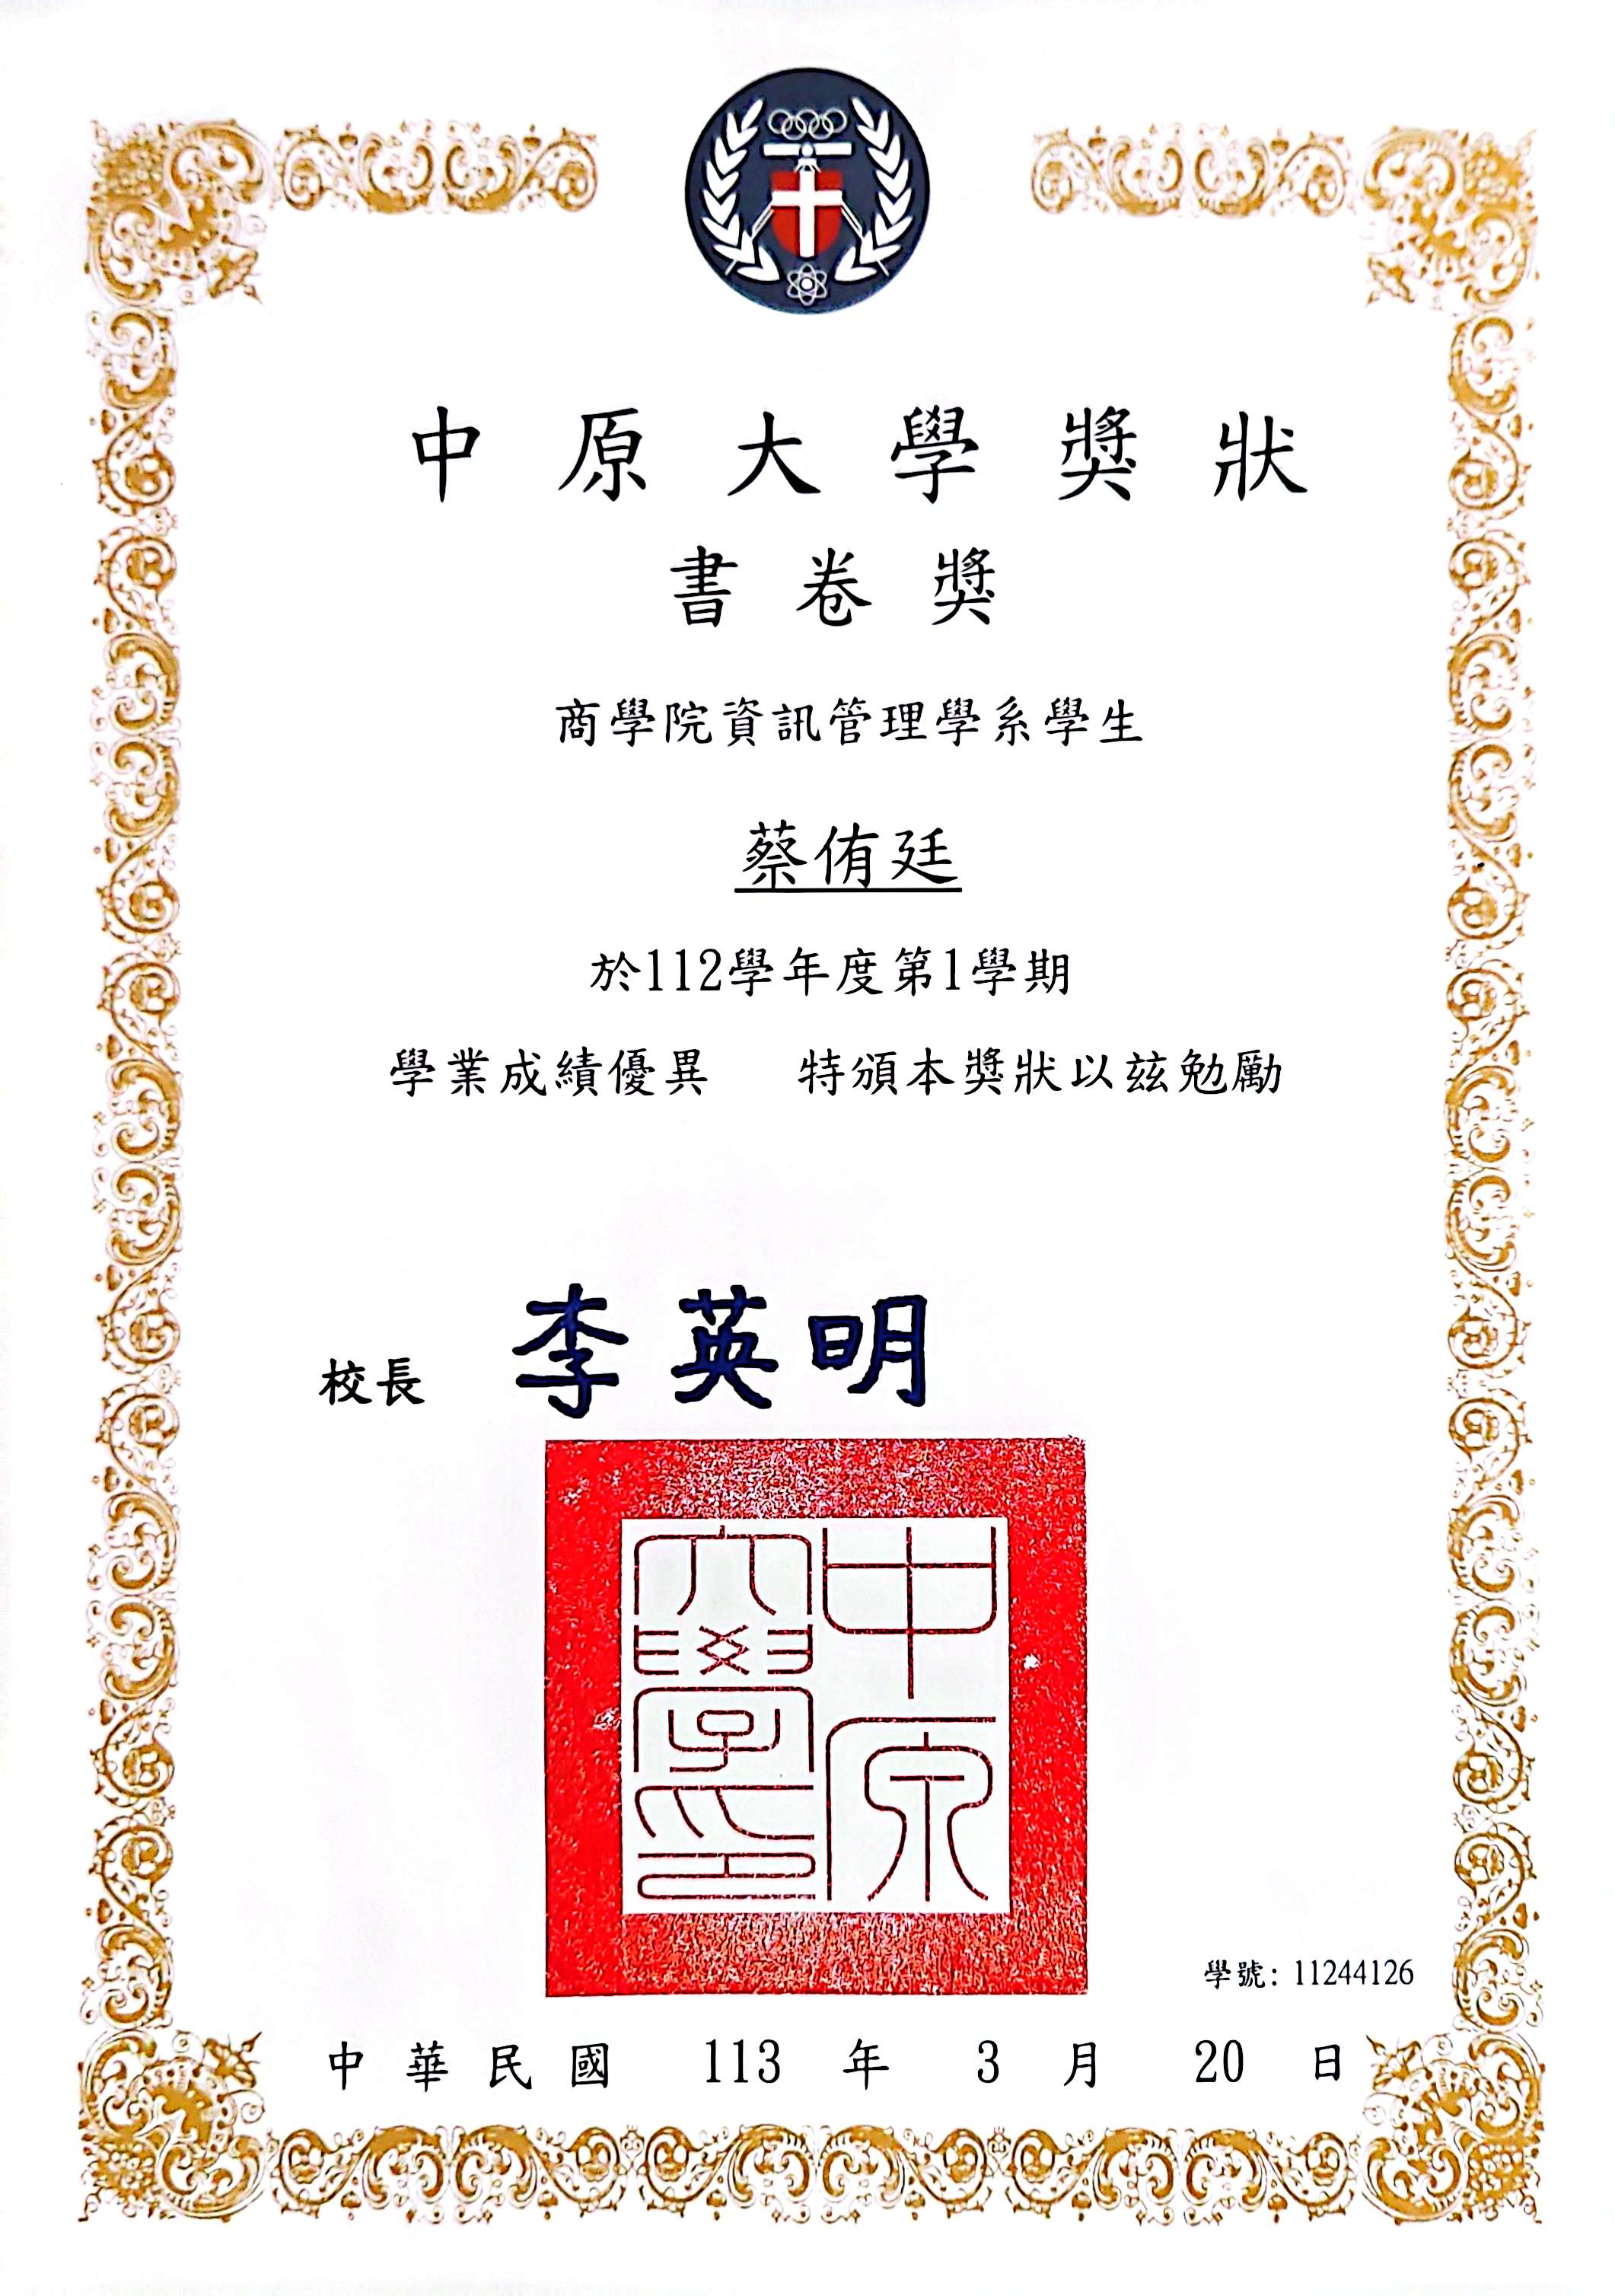 中原大學獎狀
書卷獎
商學院資訊管理學系學生
蔡侑廷
於112學年度第1學期
學業成績優異 特頒本獎狀以玆勉勵
校長 李英明
中原
大學印
學號: 11244126
中華民國 113 年 3 月 20 日